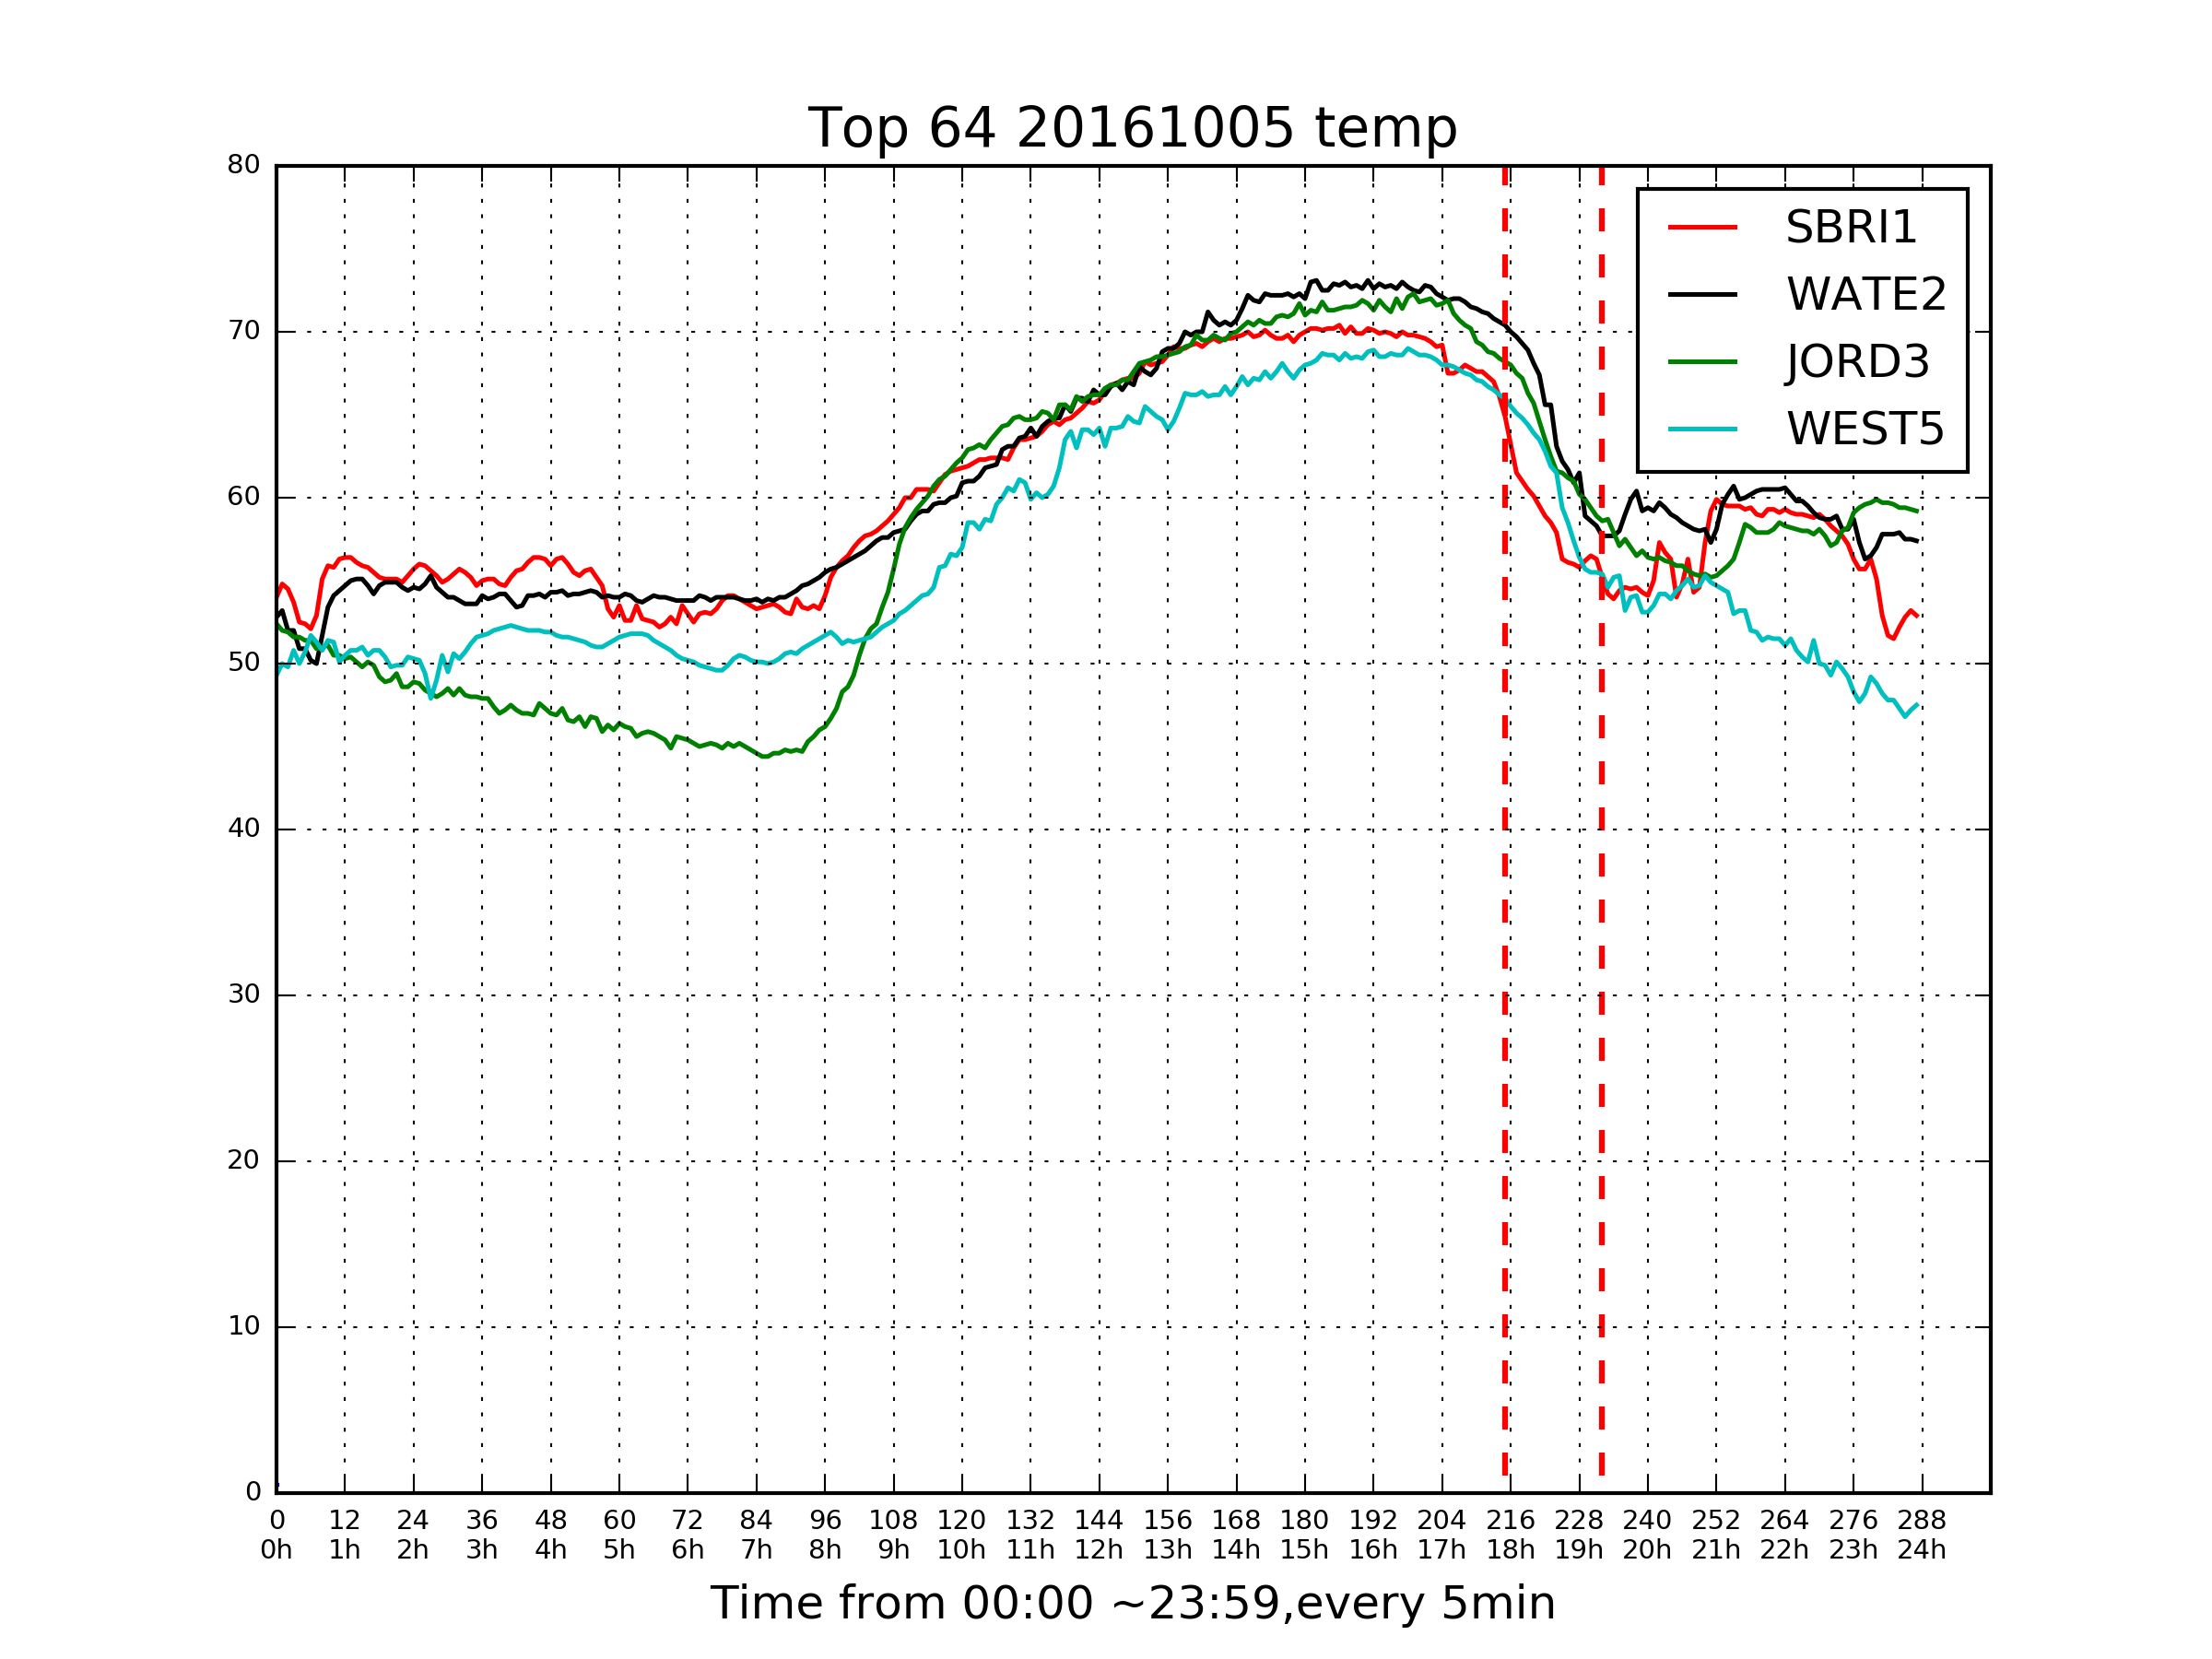 Top 64 20161005 temp
80
70
60
50
40
30
20
10
0
SBRI1
WATE2
JORD3
WEST5
0 12 24 36 48 60 72 84 96 108 120 132 144 156 168 180 192 204 216 228 240 252 264 276 288
0h 1h 2h 3h 4h 5h 6h 7h 8h 9h 10h 11h 12h 13h 14h 15h 16h 17h 18h 19h 20h 21h 22h 23h 24h
Time from 00:00 ~23:59,every 5min